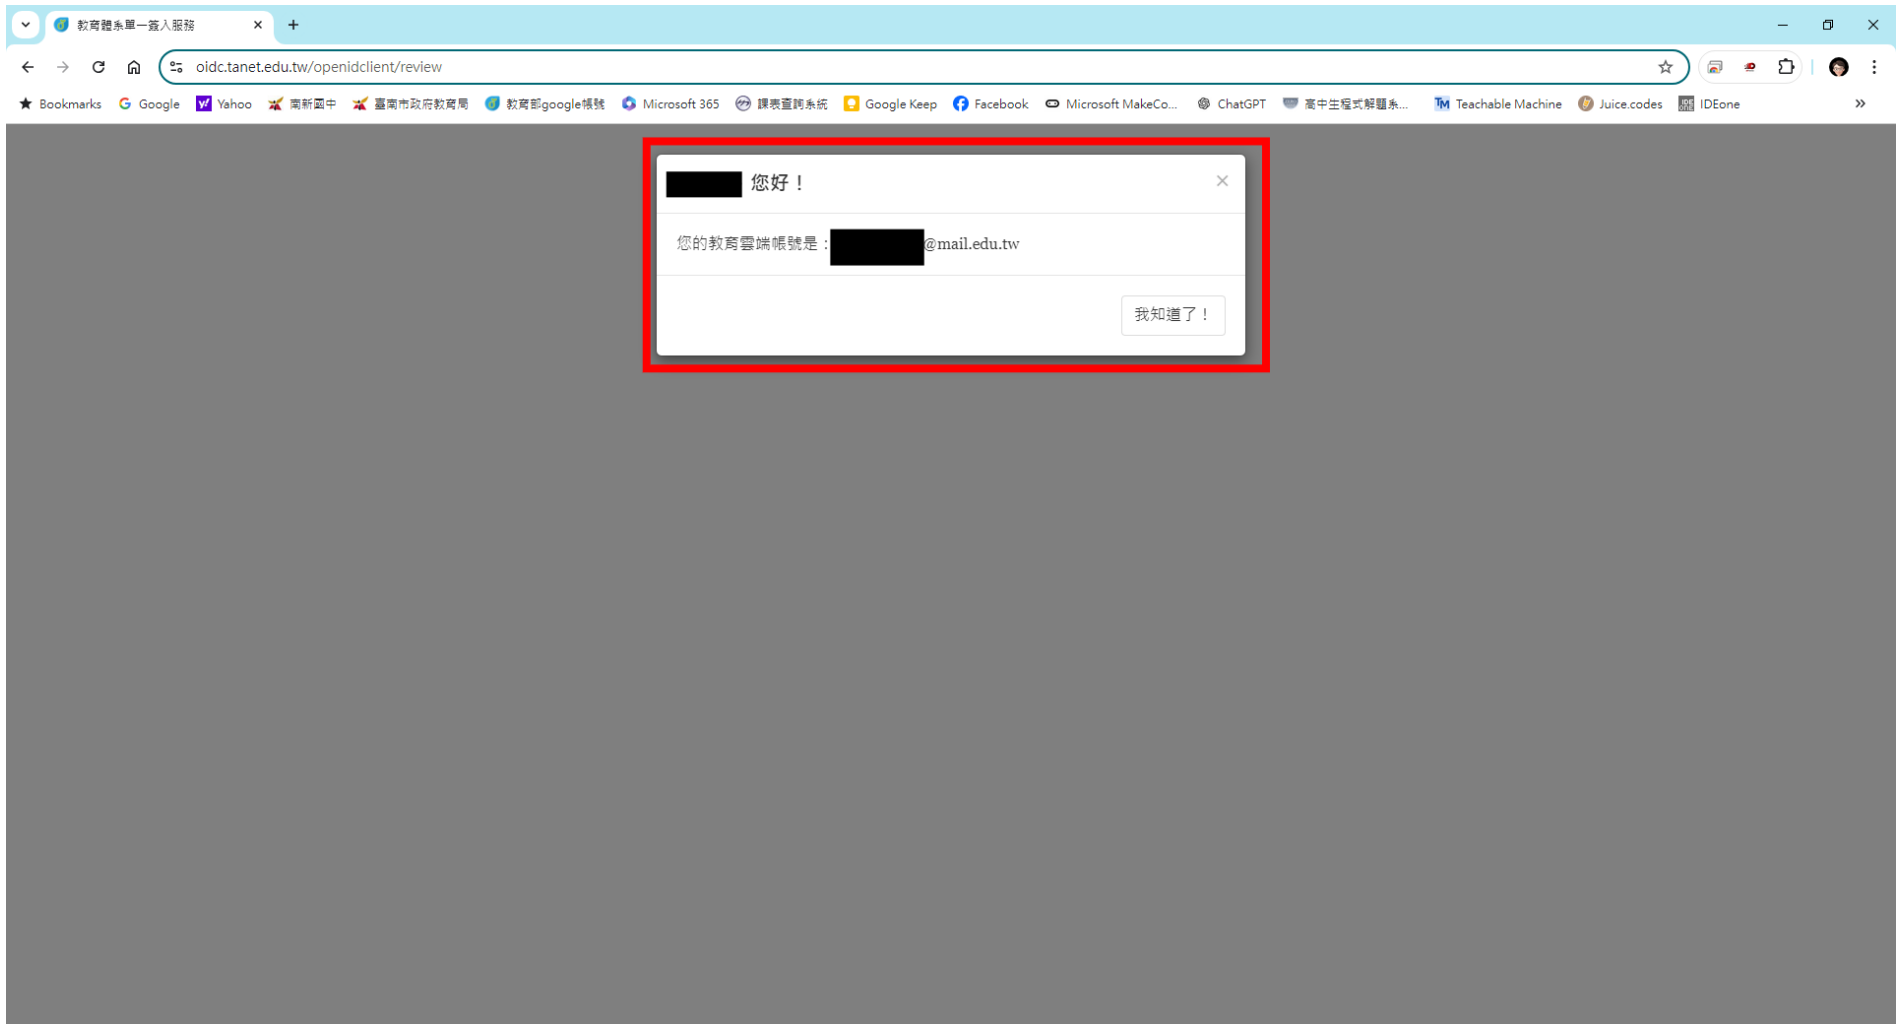 教育體系單一簽入服務
oidc.tanet.edu.tw/openidclient/review
Bookmarks Google Yahoo 南新國中 臺南市政府教育局 教育部google帳號 Microsoft 365 課表查詢系統 Google Keep Facebook Microsoft MakeCo... ChatGPT 高中生程式解題系... Teachable Machine Juice.codes IDEone
您好！
您的教育雲端帳號是：@mail.edu.tw
我知道了！